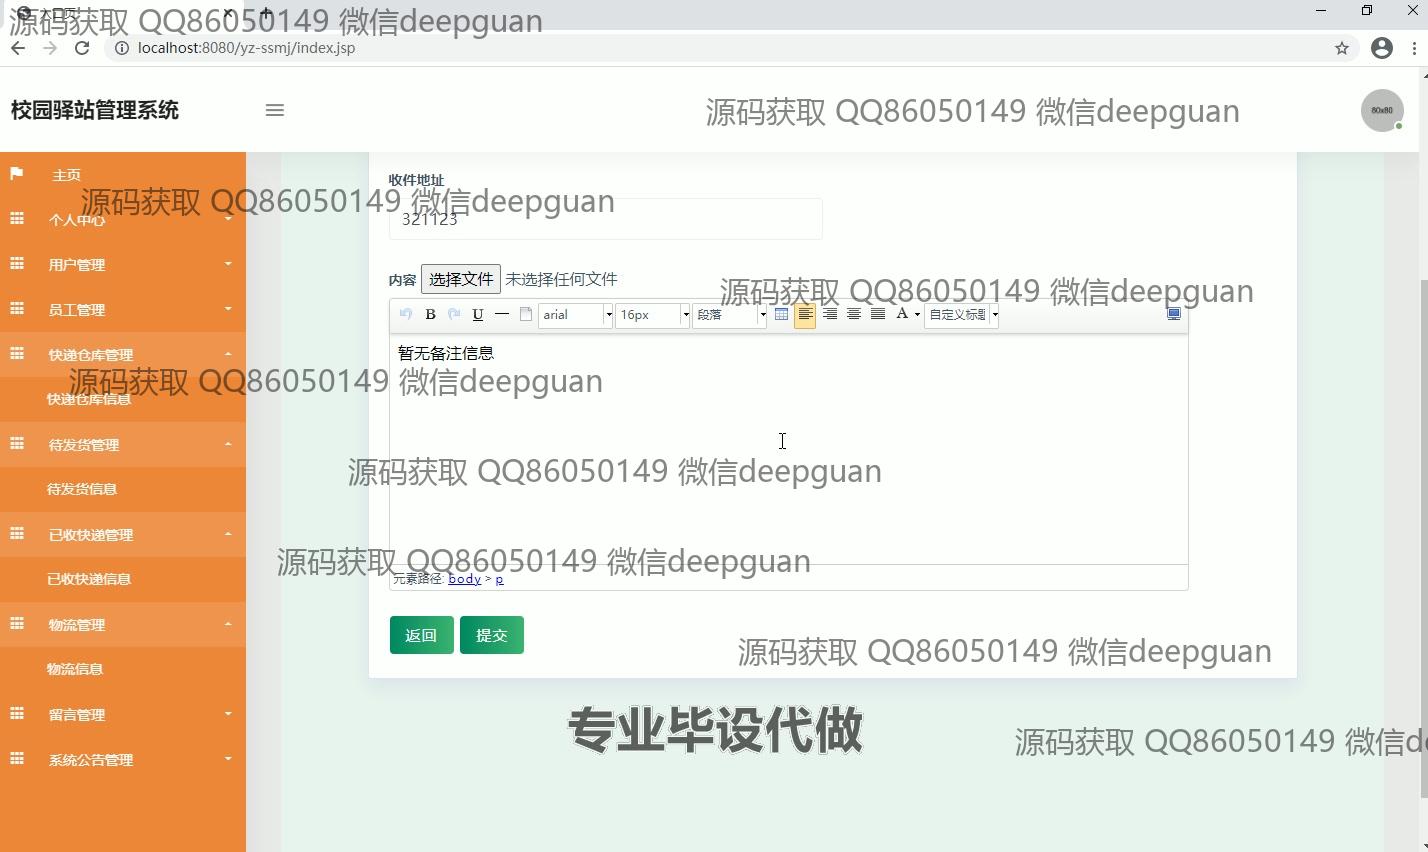 源码获取 QQ86050149 微信deepguan
localhost:8080/yz-ssmj/index.jsp
校园驿站管理系统
源码获取 QQ86050149 微信deepguan
80x80
主页
收件地址
源码获取 QQ86050149 微信deepguan
个人中心
321123
用户管理
内容 选择文件 未选择任何文件
源码获取 QQ86050149 微信deepguan
员工管理
B U arial 16px 段落 A 自定义标题
快递仓库管理
暂无备注信息
源码获取 QQ86050149 微信deepguan
快递仓库信息
待发货管理
源码获取 QQ86050149 微信deepguan
待发货信息
已收快递管理
源码获取 QQ86050149 微信deepguan
已收快递信息
元素路径: body > p
物流管理
返回 提交
源码获取 QQ86050149 微信deepguan
物流信息
留言管理
专业毕设代做
源码获取 QQ86050149 微信de
系统公告管理